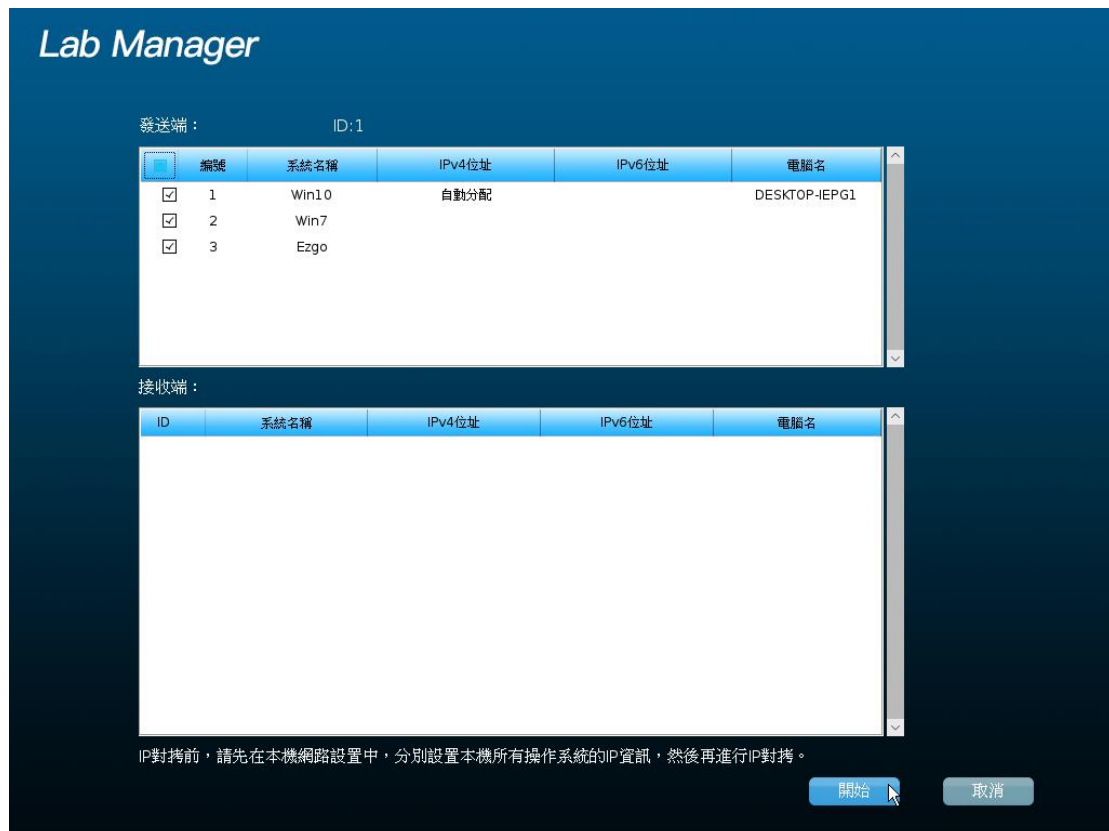 Lab Manager
發送端： ID:1
編號 系統名稱 IPv4位址 IPv6位址 電腦名
1 Win10 自動分配 DESKTOP-IEPG1
2 Win7
3 Ezgo
接收端：
ID 系統名稱 IPv4位址 IPv6位址 電腦名
IP對拷前，請先在本機網路設置中，分別設置本機所有操作系統的IP資訊，然後再進行IP對拷。
開始 取消